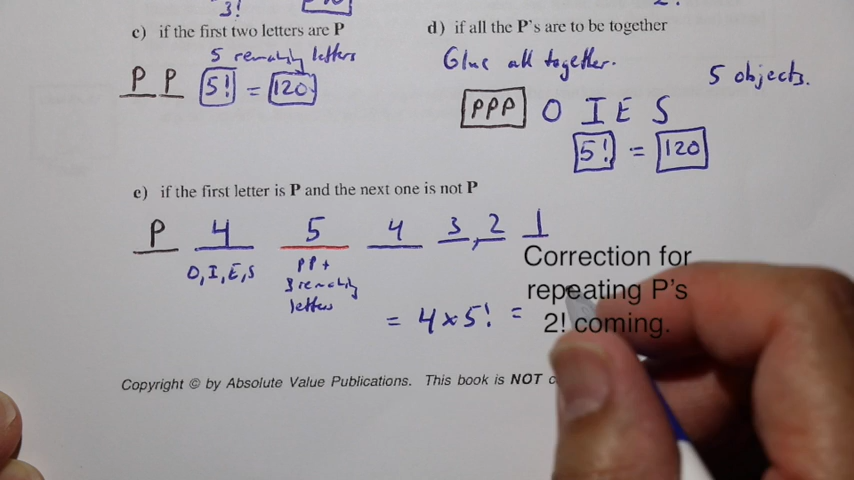 3!
c) if the first two letters are P
5 remaining letters
P P 5! = 120
d) if all the P's are to be together
Glue all together.
5 objects.
PPP O I E S
5! = 120
e) if the first letter is P and the next one is not P
P 4 5 4 3, 2 1
O, I, E, S
PP +
3 remaining
letters
= 4 x 5! =
Correction for
repeating P's
2! coming.
Copyright © by Absolute Value Publications. This book is NOT